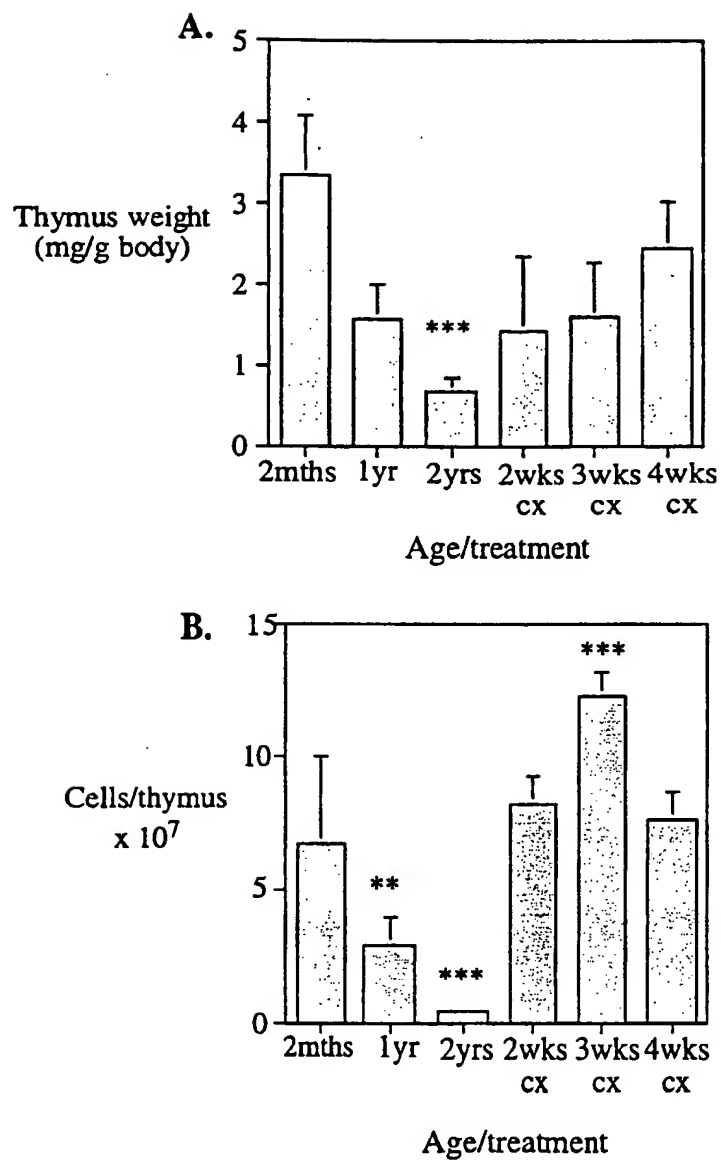 A.
5
4
3
2
1
0
Thymus weight
(mg/g body)
***
2mths 1yr 2yrs 2wks 3wks 4wks
cx cx cx
Age/treatment
B.
15
10
5
0
Cells/thymus
x 10⁷
**
***
***
2mths 1yr 2yrs 2wks 3wks 4wks
cx cx cx
Age/treatment